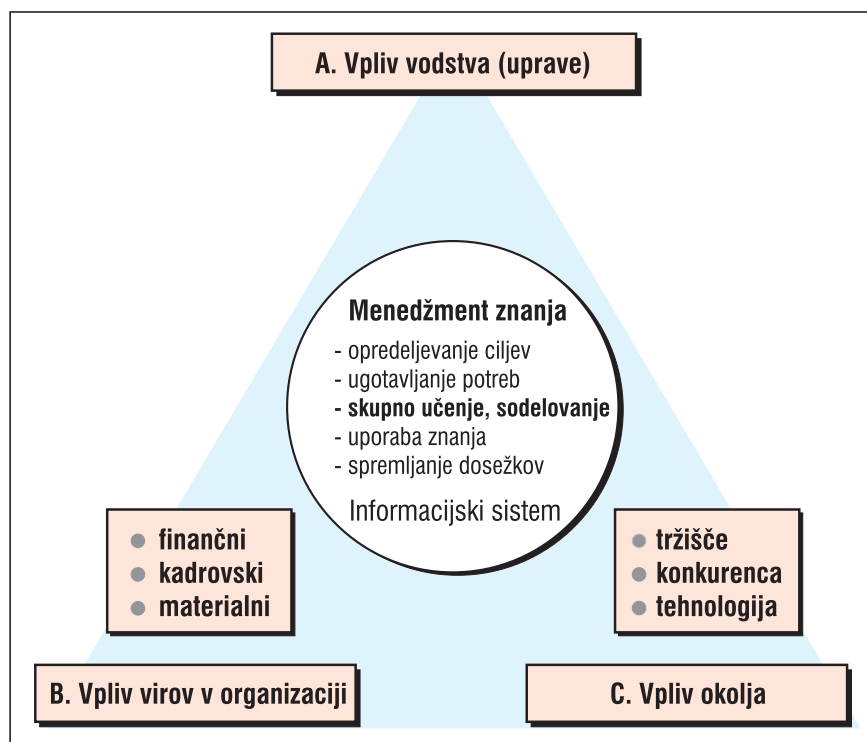 A. Vpliv vodstva (uprave)
Menedžment znanja
- opredeljevanje ciljev
- ugotavljanje potreb
- skupno učenje, sodelovanje
- uporaba znanja
- spremljanje dosežkov
Informacijski sistem
● finančni
● kadrovski
● materialni
● tržišče
● konkurenca
● tehnologija
B. Vpliv virov v organizaciji
C. Vpliv okolja